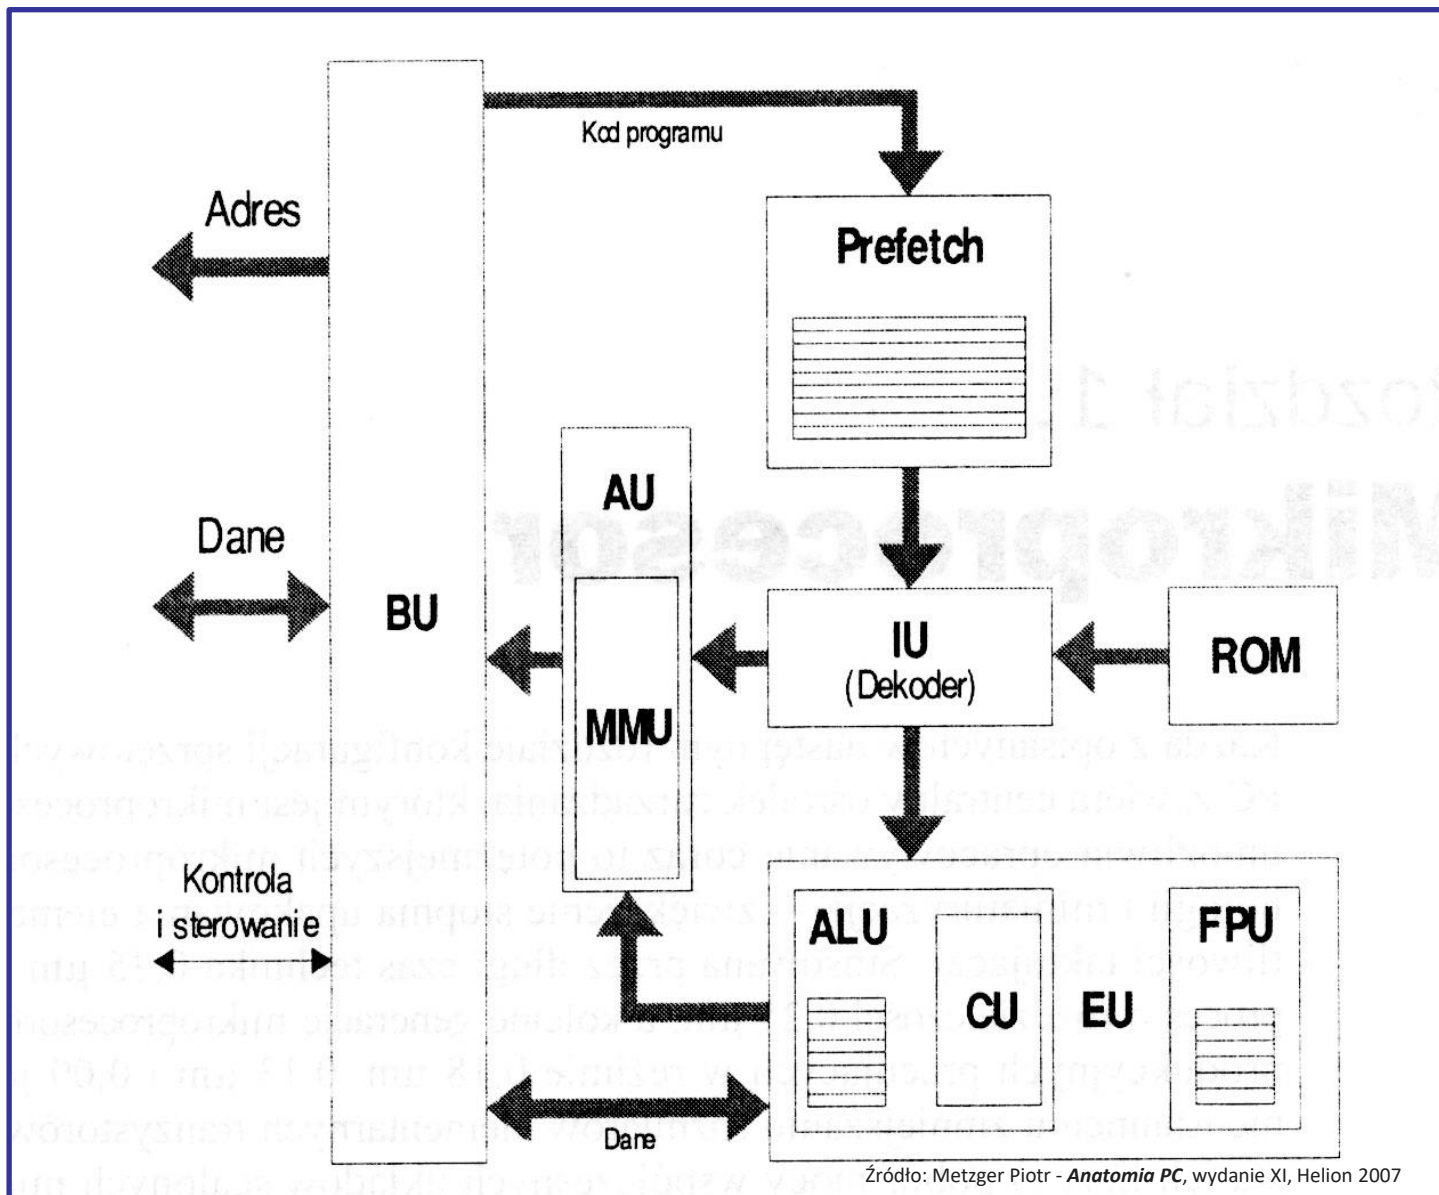 Kod programu
Adres
Prefetch
AU
Dane
BU
IU
(Dekoder)
ROM
MMU
Kontrola
i sterowanie
ALU
CU
EU
FPU
Dane
Źródło: Metzger Piotr - Anatomia PC, wydanie XI, Helion 2007